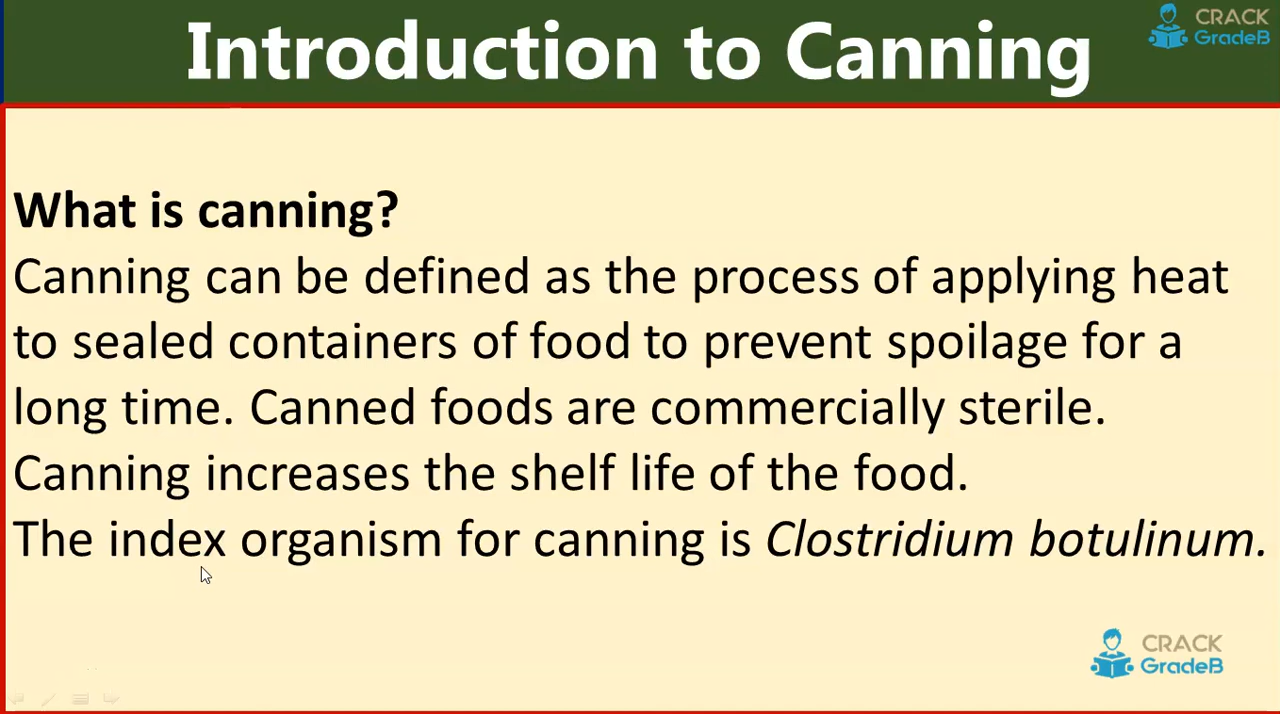 Introduction to Canning
CRACK
GradeB
What is canning?
Canning can be defined as the process of applying heat
to sealed containers of food to prevent spoilage for a
long time. Canned foods are commercially sterile.
Canning increases the shelf life of the food.
The index organism for canning is Clostridium botulinum.
CRACK
GradeB